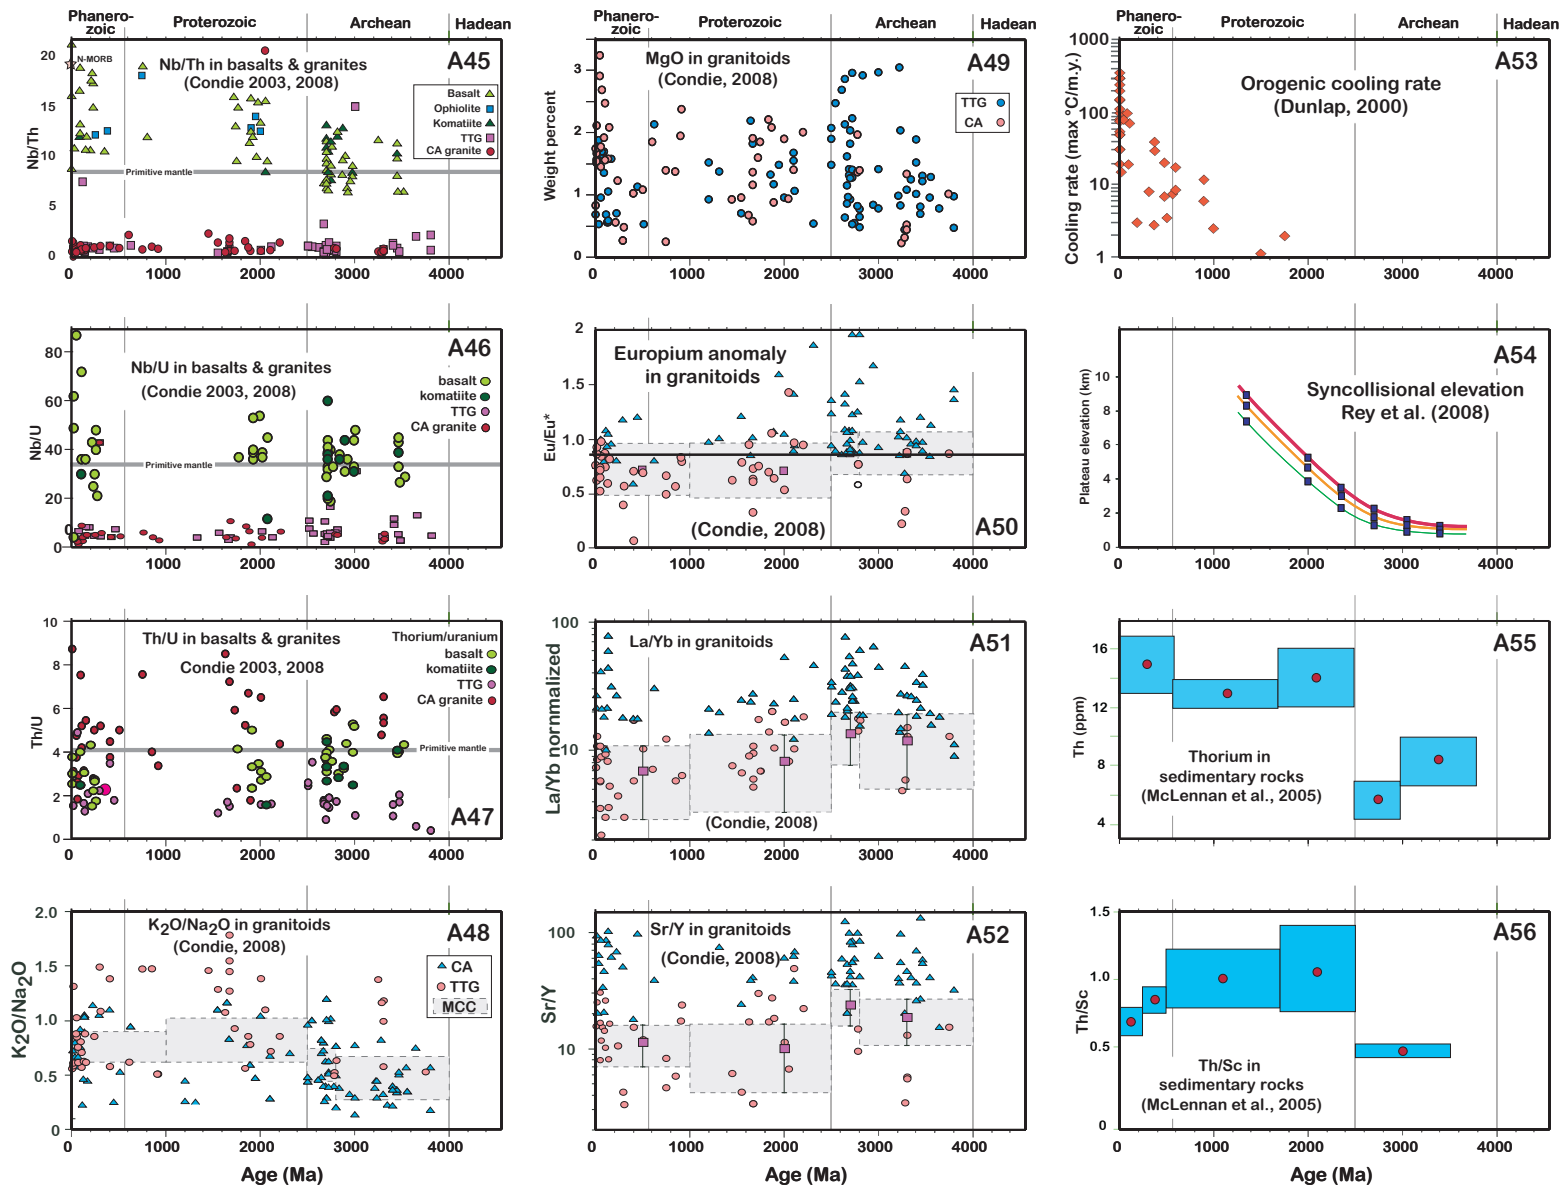 Phanero-
zoic
Proterozoic
Archean
Hadean
Nb/Th in basalts & granites
(Condie 2003, 2008)
A45
N-MORB
Basalt
Ophiolite
Komatiite
TTG
CA granite
Primitive mantle
Nb/Th
20
15
10
5
0
0
1000
2000
3000
4000
Nb/U in basalts & granites
(Condie 2003, 2008)
A46
basalt
komatiite
TTG
CA granite
Primitive mantle
Nb/U
80
60
40
20
0
0
0
1000
2000
3000
4000
Th/U in basalts & granites
Condie 2003, 2008
Thorium/uranium
basalt
komatiite
TTG
CA granite
Primitive mantle
A47
Th/U
10
8
6
4
2
0
0
1000
2000
3000
4000
K2O/Na2O in granitoids
(Condie, 2008)
A48
CA
TTG
MCC
K2O/Na2O
2.0
1.5
1.0
0.5
0
0
1000
2000
3000
4000
Age (Ma)
Proterozoic
Archean
Hadean
MgO in granitoids
(Condie, 2008)
A49
TTG
CA
Weight percent
3
2
1
0
0
1000
2000
3000
4000
Europium anomaly
in granitoids
(Condie, 2008)
A50
Eu/Eu*
2
1.5
1.0
0.5
0
0
1000
2000
3000
4000
La/Yb in granitoids
A51
(Condie, 2008)
La/Yb nonmalized
100
10
0
1000
2000
3000
4000
Sr/Y in granitoids
(Condie, 2008)
A52
Sr/Y
100
10
0
1000
2000
3000
4000
Age (Ma)
Phanero-
zoic
Proterozoic
Archean
Hadean
A53
Orogenic cooling rate
(Dunlap, 2000)
Cooling rate (max °C/m.y.)
1000
100
10
1
0
1000
2000
3000
4000
A54
Syncollisional elevation
Rey et al. (2008)
Plateau elevation (km)
10
8
6
4
2
0
0
1000
2000
3000
4000
A55
Thorium in
sedimentary rocks
(McLennan et al., 2005)
Th (ppm)
16
12
8
4
0
1000
2000
3000
4000
A56
Th/Sc in
sedimentary rocks
(McLennan et al., 2005)
Th/Sc
1.5
1.0
0.5
0
0
1000
2000
3000
4000
Age (Ma)